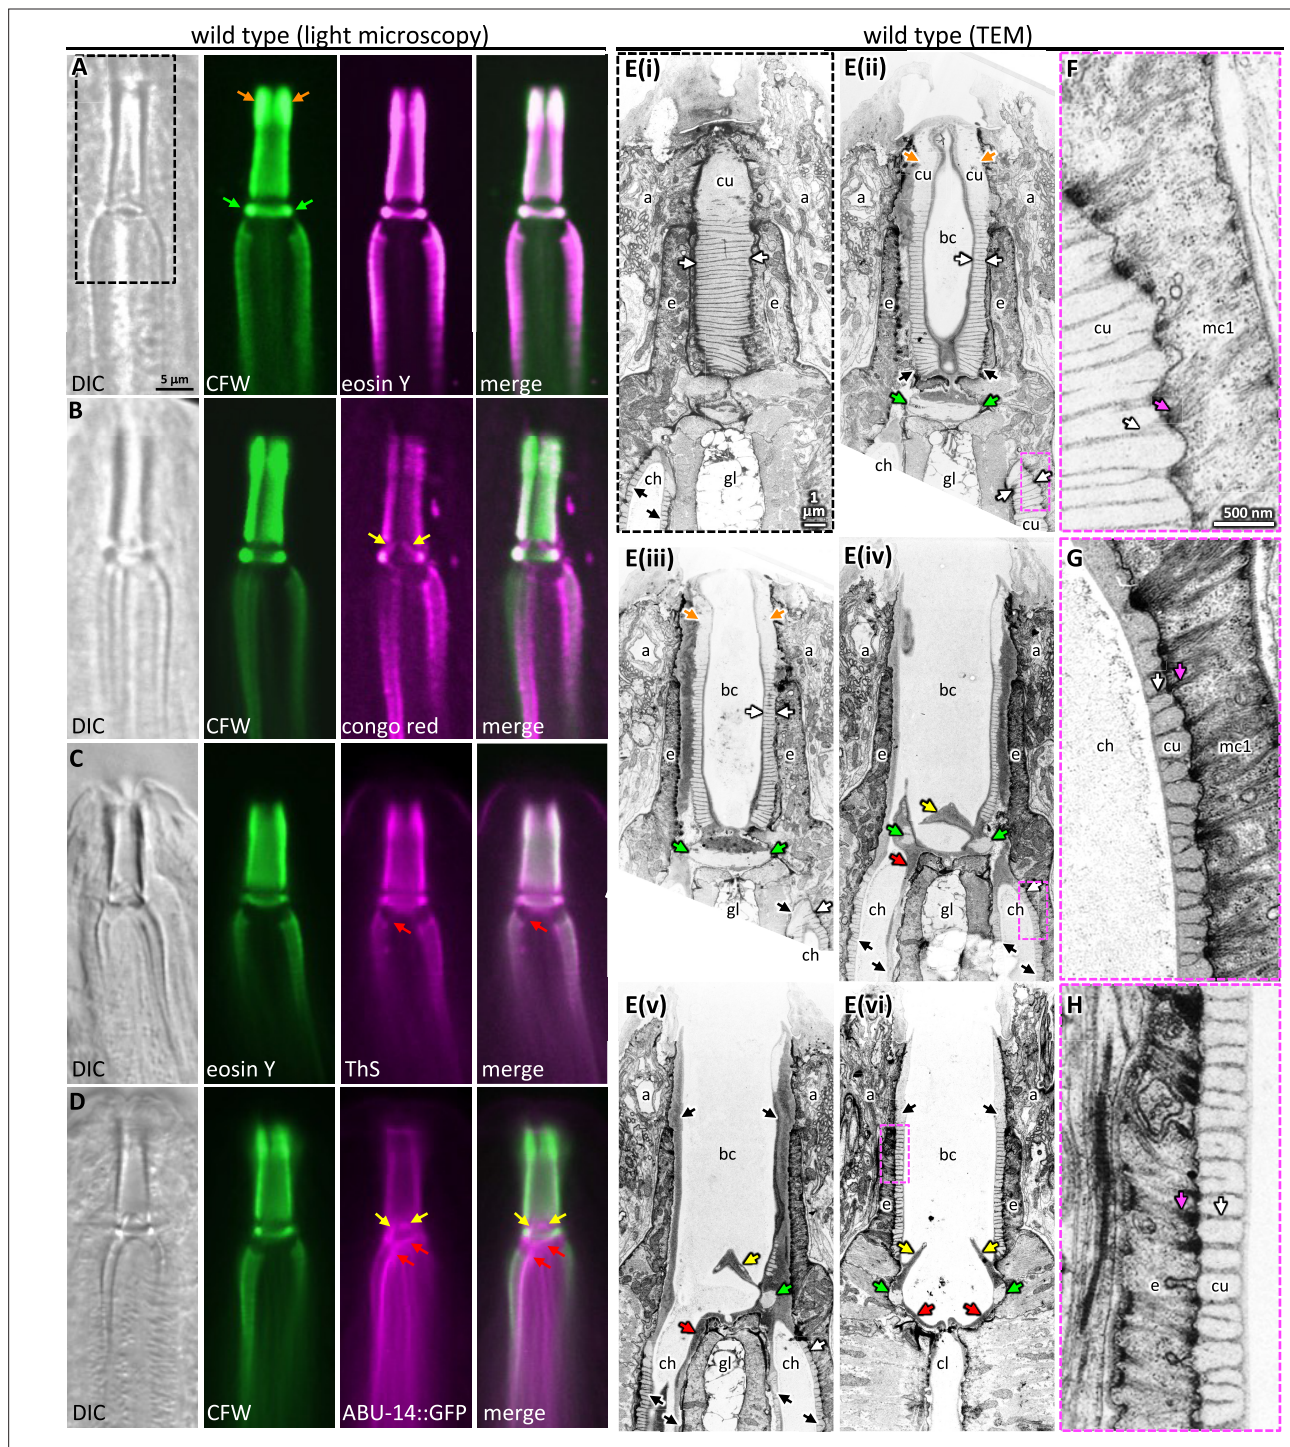 wild type (light microscopy)
wild type (TEM)
A
DIC
5 µm
CFW
eosin Y
merge
B
DIC
CFW
congo red
merge
C
DIC
eosin Y
ThS
merge
D
DIC
CFW
ABU-14::GFP
merge
E(i)
cu
a
a
e
e
ch
gl
1
µm
E(ii)
cu
cu
a
a
bc
e
e
ch
gl
cu
F
cu
mc1
500 nm
E(iii)
a
a
bc
e
e
gl
ch
E(iv)
a
a
bc
e
e
ch
gl
ch
G
ch
cu
mc1
E(v)
a
a
bc
e
e
ch
gl
ch
E(vi)
a
a
bc
e
e
cl
H
e
cu